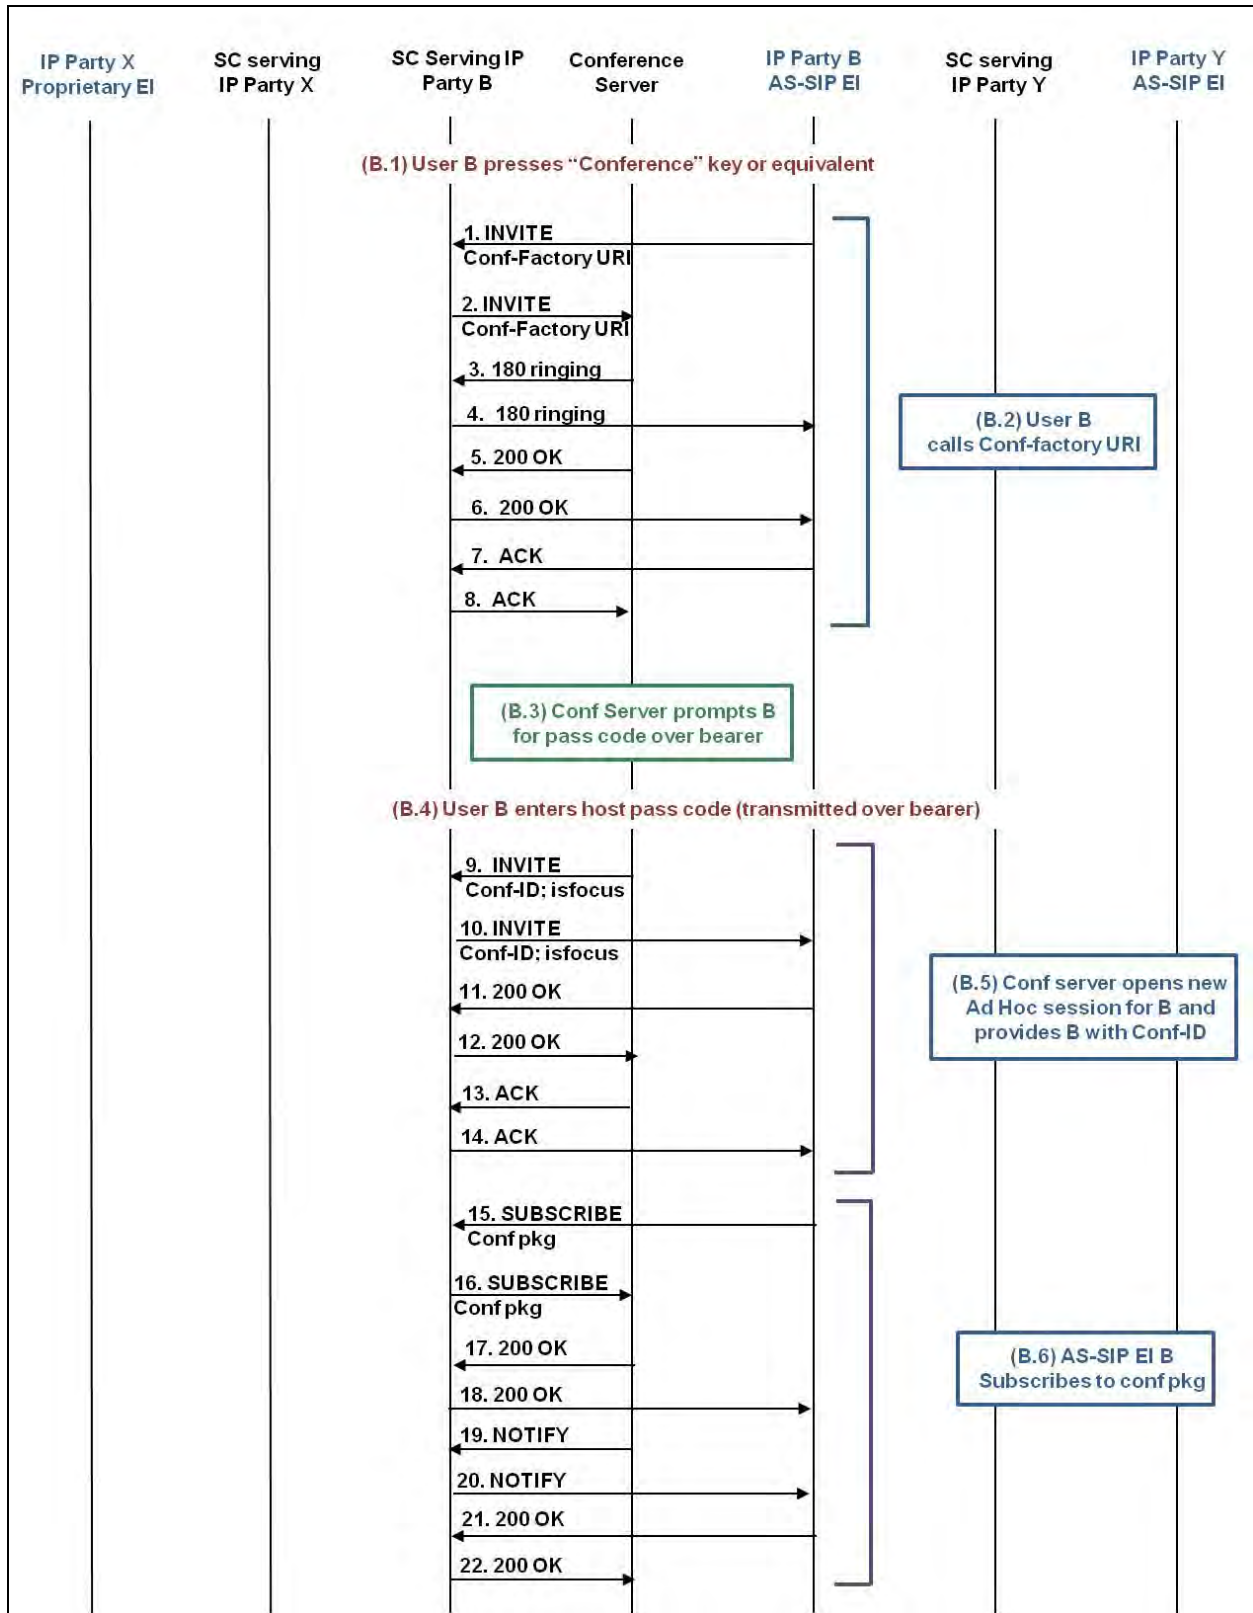 IP Party X
Proprietary EI
SC serving
IP Party X
SC Serving IP
Party B
Conference
Server
IP Party B
AS-SIP EI
SC serving
IP Party Y
IP Party Y
AS-SIP EI
(B.1) User B presses “Conference” key or equivalent
1. INVITE
Conf-Factory URI
2. INVITE
Conf-Factory URI
3. 180 ringing
4. 180 ringing
(B.2) User B
calls Conf-factory URI
5. 200 OK
6. 200 OK
7. ACK
8. ACK
(B.3) Conf Server prompts B
for pass code over bearer
(B.4) User B enters host pass code (transmitted over bearer)
9. INVITE
Conf-ID; isfocus
10. INVITE
Conf-ID; isfocus
11. 200 OK
(B.5) Conf server opens new
Ad Hoc session for B and
provides B with Conf-ID
12. 200 OK
13. ACK
14. ACK
15. SUBSCRIBE
Conf pkg
16. SUBSCRIBE
Conf pkg
17. 200 OK
(B.6) AS-SIP EI B
Subscribes to conf pkg
18. 200 OK
19. NOTIFY
20. NOTIFY
21. 200 OK
22. 200 OK